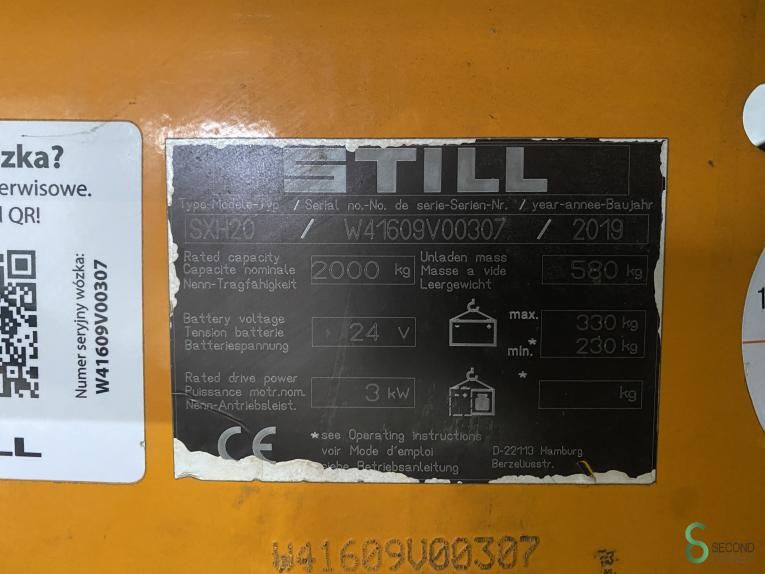 zka?
erwisowe.
QR!
Numer seryjny wózka:
W41609V00307
STILL
Type-Modele-Typ / Serial no.-No. de serie-Serien-Nr. / year-annee-Baujahr
SXH20 / W41609V00307 / 2019
Rated capacity
Capacite nominale
Nenn-Tragfähigkeit
2000 kg
Unladen mass
Masse a vide
Leergewicht
580 kg
Battery voltage
Tension batterie
Batteriespannung
24 V
max. 330 kg
min.* 230 kg
Rated drive power
Puissance motr.nom.
Nenn-Antriebsleist.
3 kW
* kg
CE
*see Operating instructions
voir Mode d'emploi
siehe Betriebsanleitung
D-22113 Hamburg
Berzeliusstr.
W41609V00307
SECOND